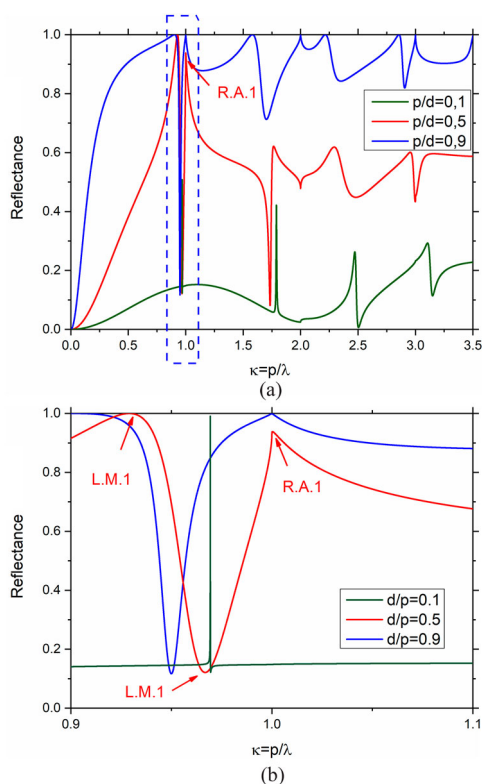 1.0
0.8
0.6
0.4
0.2
0.0
Reflectance
R.A.1
p/d=0,1
p/d=0,5
p/d=0,9
0.0 0.5 1.0 1.5 2.0 2.5 3.0 3.5
κ=p/λ
(a)
1.0
0.8
0.6
0.4
0.2
0.0
Reflectance
L.M.1
R.A.1
L.M.1
d/p=0.1
d/p=0.5
d/p=0.9
0.9 1.0 1.1
κ=p/λ
(b)